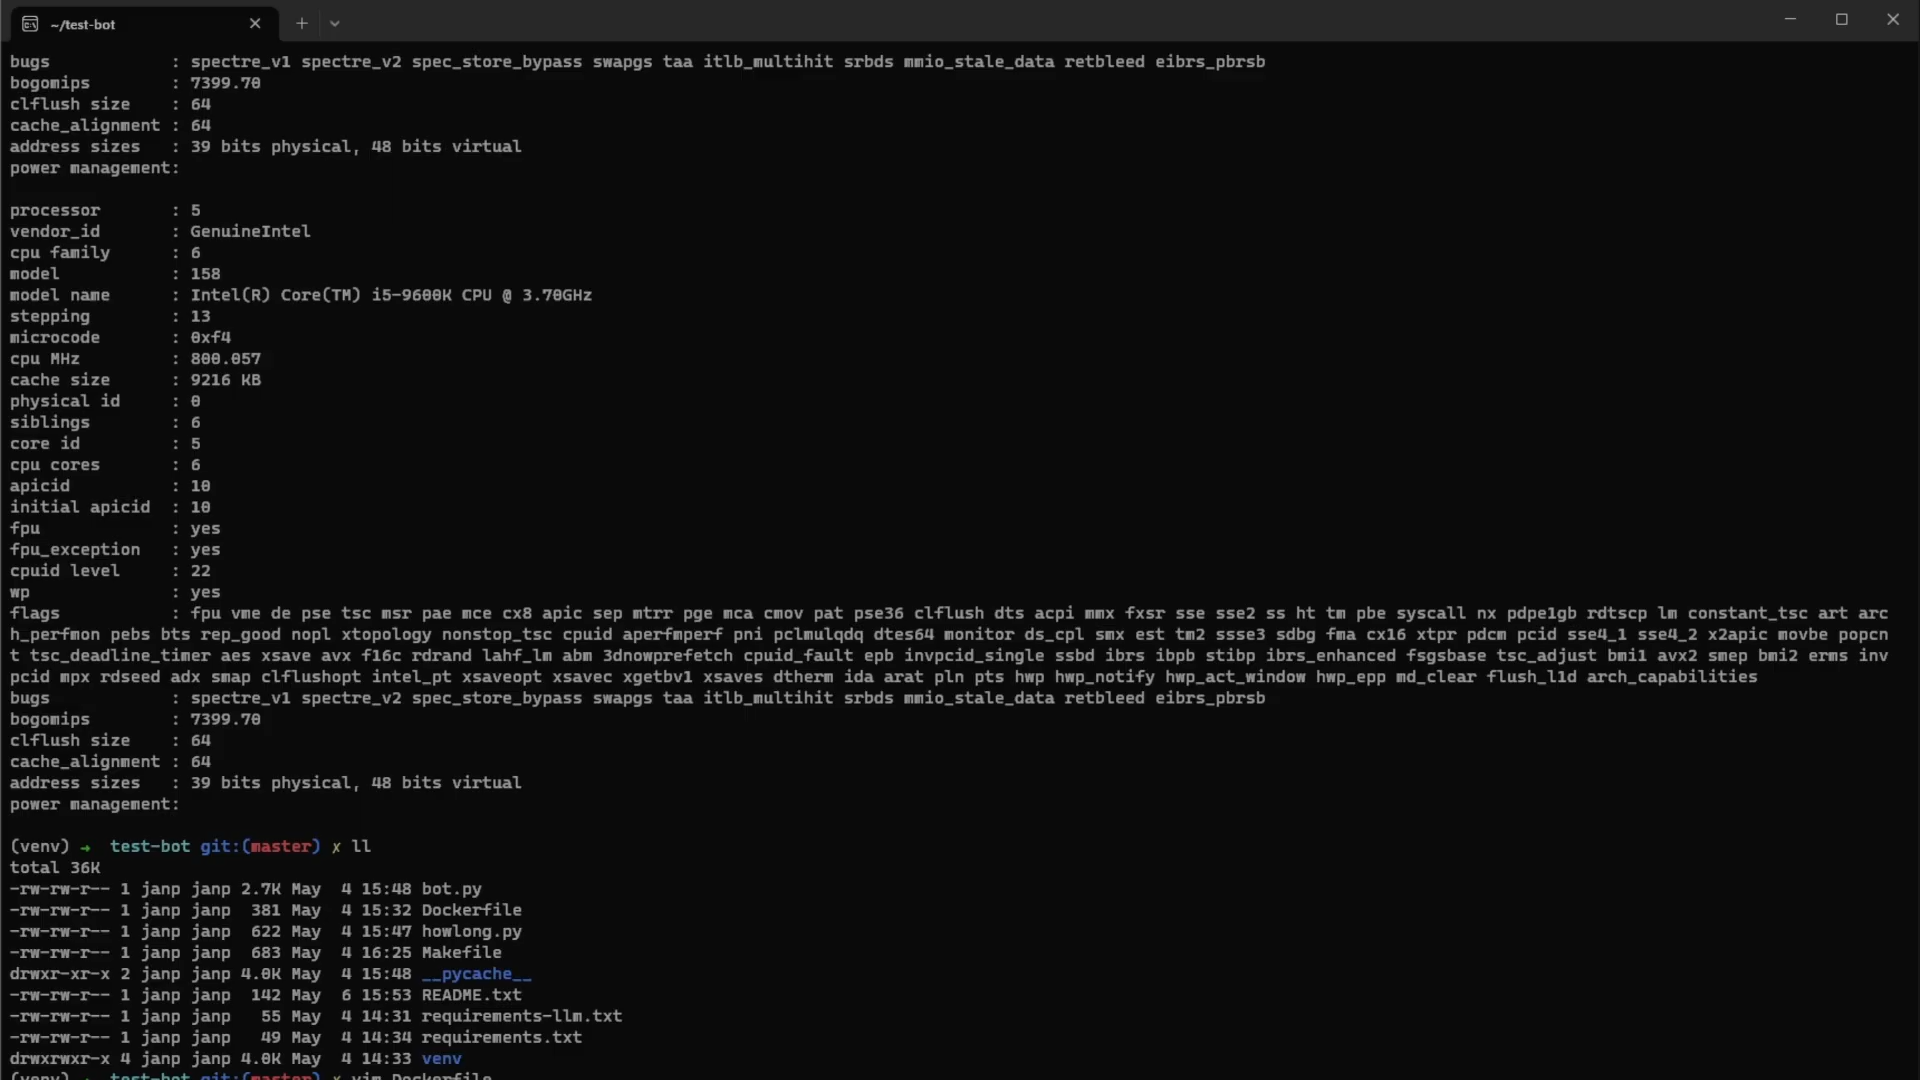 ~/test-bot
bugs : spectre_v1 spectre_v2 spec_store_bypass swapgs taa itlb_multihit srbds mmio_stale_data retbleed eibrs_pbrsb
bogomips : 7399.70
clflush size : 64
cache_alignment : 64
address sizes : 39 bits physical, 48 bits virtual
power management:
processor : 5
vendor_id : GenuineIntel
cpu family : 6
model : 158
model name : Intel(R) Core(TM) i5-9600K CPU @ 3.70GHz
stepping : 13
microcode : 0xf4
cpu MHz : 800.057
cache size : 9216 KB
physical id : 0
siblings : 6
core id : 5
cpu cores : 6
apicid : 10
initial apicid : 10
fpu : yes
fpu_exception : yes
cpuid level : 22
wp : yes
flags : fpu vme de pse tsc msr pae mce cx8 apic sep mtrr pge mca cmov pat pse36 clflush dts acpi mmx fxsr sse sse2 ss ht tm pbe syscall nx pdpe1gb rdtscp lm constant_tsc art arc
h_perfmon pebs bts rep_good nopl xtopology nonstop_tsc cpuid aperfmperf pni pclmulqdq dtes64 monitor ds_cpl smx est tm2 ssse3 sdbg fma cx16 xtpr pdcm pcid sse4_1 sse4_2 x2apic movbe popcn
t tsc_deadline_timer aes xsave avx f16c rdrand lahf_lm abm 3dnowprefetch cpuid_fault epb invpcid_single ssbd ibrs ibpb stibp ibrs_enhanced fsgsbase tsc_adjust bmi1 avx2 smep bmi2 erms inv
pcid mpx rdseed adx smap clflushopt intel_pt xsaveopt xsavec xgetbv1 xsaves dtherm ida arat pln pts hwp hwp_notify hwp_act_window hwp_epp md_clear flush_l1d arch_capabilities
bugs : spectre_v1 spectre_v2 spec_store_bypass swapgs taa itlb_multihit srbds mmio_stale_data retbleed eibrs_pbrsb
bogomips : 7399.70
clflush size : 64
cache_alignment : 64
address sizes : 39 bits physical, 48 bits virtual
power management:
(venv) → test-bot git:(master) ✗ ll
total 36K
-rw-rw-r-- 1 janp janp 2.7K May 4 15:48 bot.py
-rw-rw-r-- 1 janp janp 381 May 4 15:32 Dockerfile
-rw-rw-r-- 1 janp janp 622 May 4 15:47 howlong.py
-rw-rw-r-- 1 janp janp 683 May 4 16:25 Makefile
drwxr-xr-x 2 janp janp 4.0K May 4 15:48 __pycache__
-rw-rw-r-- 1 janp janp 142 May 6 15:53 README.txt
-rw-rw-r-- 1 janp janp 55 May 4 14:31 requirements-llm.txt
-rw-rw-r-- 1 janp janp 49 May 4 14:34 requirements.txt
drwxrwxr-x 4 janp janp 4.0K May 4 14:33 venv
(venv) → test-bot git:(master) ✗ vim Dockerfile